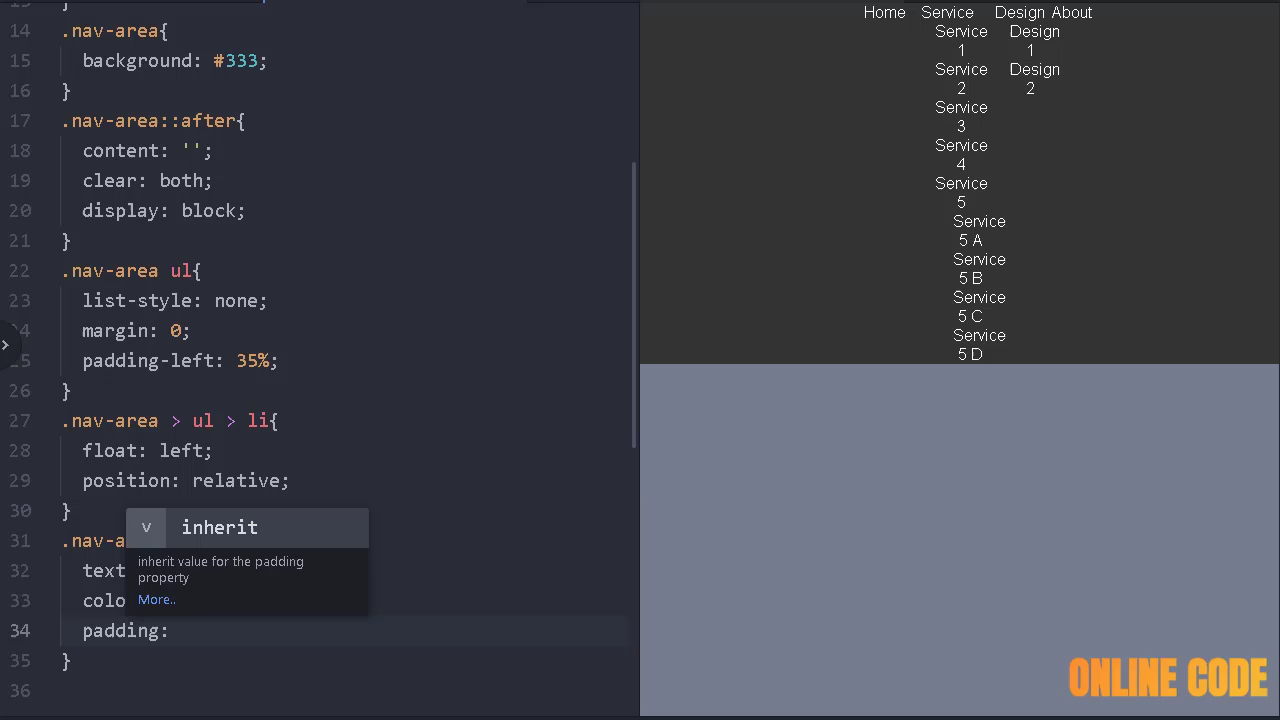 14 .nav-area{
15 background: #333;
16 }
17 .nav-area::after{
18 content: '';
19 clear: both;
20 display: block;
21 }
22 .nav-area ul{
23 list-style: none;
24 margin: 0;
25 padding-left: 35%;
26 }
27 .nav-area > ul > li{
28 float: left;
29 position: relative;
30 }
31 .nav-a
32 text
33 colo
34 padding:
35 }
36
v inherit
inherit value for the padding
property
More..
Home Service Design About
Service Design
1 1
Service Design
2 2
Service
3
Service
4
Service
5
Service
5 A
Service
5 B
Service
5 C
Service
5 D
ONLINE CODE